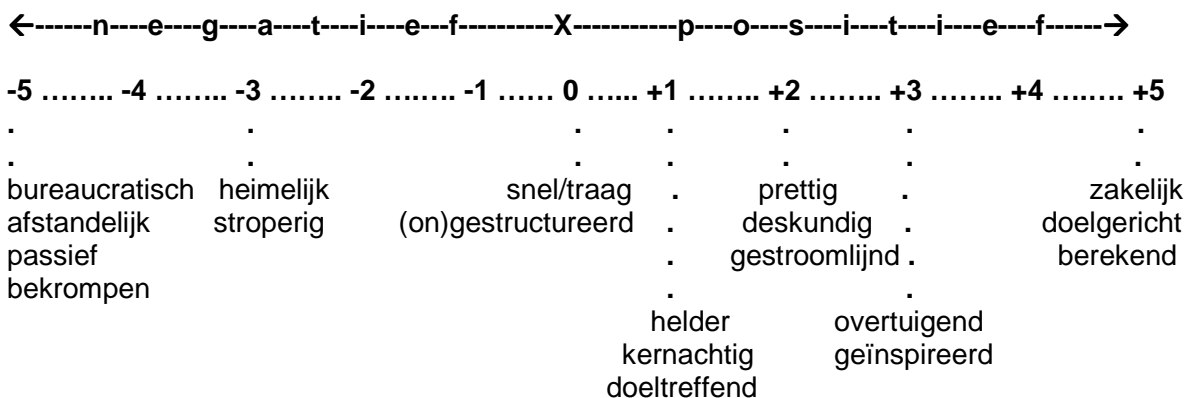 ←------n----e----g----a----t----i----e---f----------X-----------p----o----s----i----t----i----e----f------→
-5 …….. -4 …….. -3 …….. -2 …..… -1 …… 0 …... +1 …….. +2 …….. +3 …….. +4 …..… +5
. . . . . . .
. . . . . . .
bureaucratisch heimelijk snel/traag . prettig . zakelijk
afstandelijk stroperig (on)gestructureerd . deskundig . doelgericht
passief . gestroomlijnd . berekend
bekrompen . .
helder overtuigend
kernachtig geïnspireerd
doeltreffend